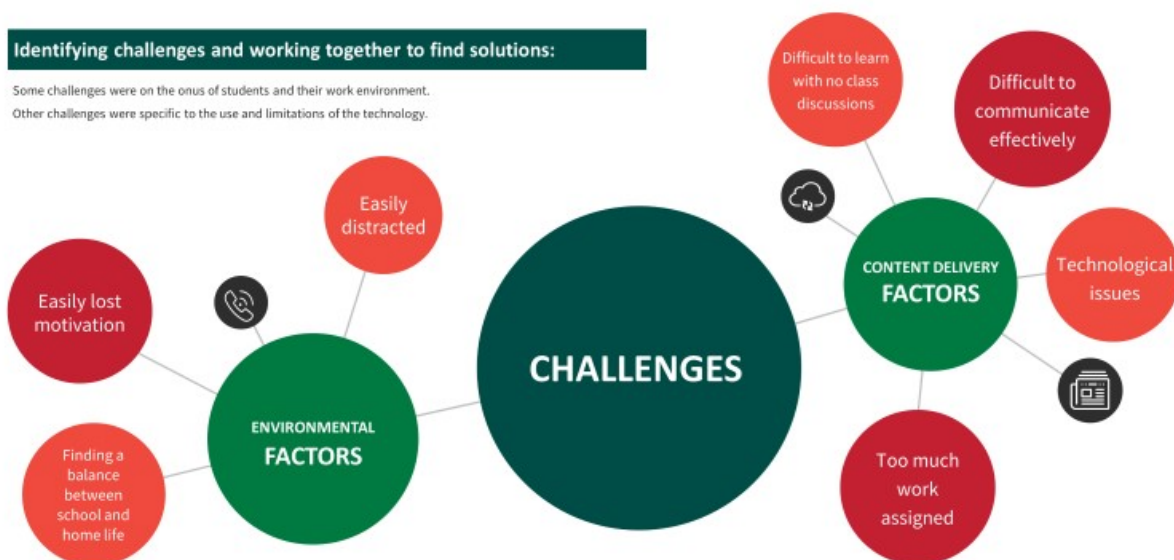 Identifying challenges and working together to find solutions:
Some challenges were on the onus of students and their work environment.
Other challenges were specific to the use and limitations of the technology.
Easily
distracted
Easily lost
motivation
ENVIRONMENTAL
FACTORS
Finding a
balance
between
school and
home life
CHALLENGES
Difficult to learn
with no class
discussions
Difficult to
communicate
effectively
CONTENT DELIVERY
FACTORS
Technological
issues
Too much
work
assigned